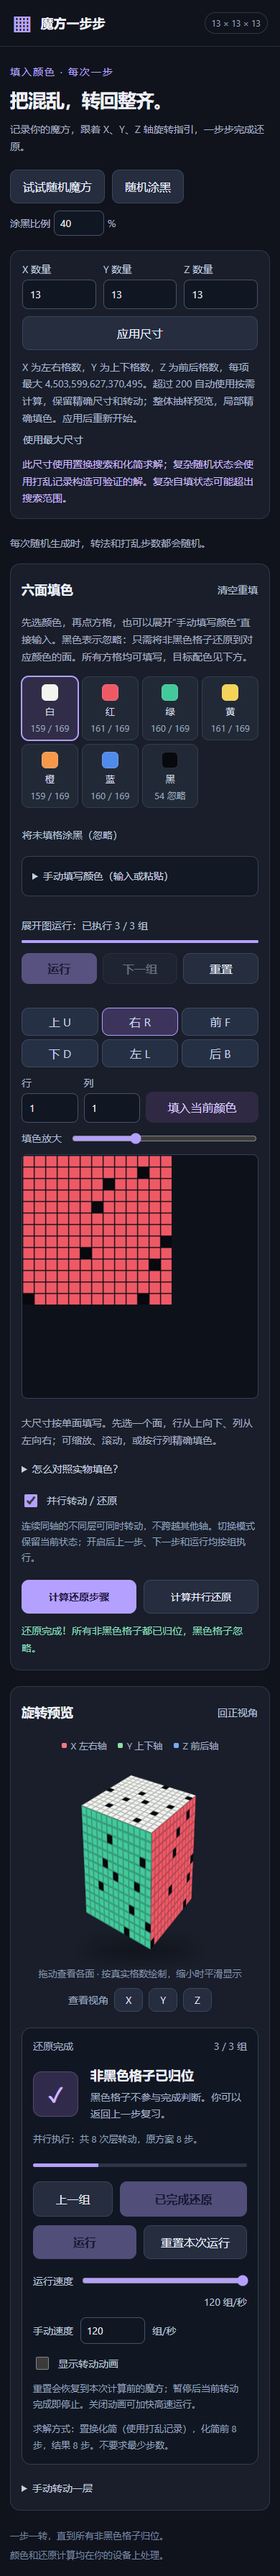 魔方一步步
13 × 13 × 13
填入颜色 · 每次一步
把混乱，转回整齐。
记录你的魔方，跟着 X、Y、Z 轴旋转指引，一步步完成还
原。
试试随机魔方
随机涂黑
涂黑比例 40 %
X 数量 Y 数量 Z 数量
13 13 13
应用尺寸
X 为左右格数，Y 为上下格数，Z 为前后格数，每项
最大 4,503,599,627,370,495。超过 200 自动使用按需
计算，保留精确尺寸和转动；整体抽样预览，局部精
确填色。应用后重新开始。
使用最大尺寸
此尺寸使用置换搜索和化简求解；复杂随机状态会使
用打乱记录构造可验证的解。复杂自填状态可能超出
搜索范围。
每次随机生成时，转法和打乱步数都会随机。
六面填色
清空重填
先选颜色，再点方格，也可以展开“手动填写颜色”直
接输入。黑色表示忽略：只需将非黑色格子还原到对
应颜色的面。所有方格均可填写，目标配色见下方。
白 红 绿 黄
159 / 169 161 / 169 160 / 169 161 / 169
橙 蓝 黑
159 / 169 160 / 169 54 忽略
将未填格涂黑（忽略）
▶ 手动填写颜色（输入或粘贴）
展开图运行：已执行 3 / 3 组
运行 下一组 重置
上 U 右 R 前 F
下 D 左 L 后 B
行 列
1 1 填入当前颜色
填色放大
大尺寸按单面填写。先选一个面，行从上向下、列从
左向右；可缩放、滚动，或按行列精确填色。
▶ 怎么对照实物填色？
并行转动 / 还原
连续同轴的不同层可同时转动，不跨越其他轴。切换模式
保留当前状态；开启后上一步、下一步和运行均按组执
行。
计算还原步骤
计算并行还原
还原完成！所有非黑色格子都已归位，黑色格子忽
略。
旋转预览
回正视角
X 左右轴 Y 上下轴 Z 前后轴
拖动查看各面 · 按真实格数绘制，缩小时平滑显示
查看视角 X Y Z
还原完成 3 / 3 组
✓
非黑色格子已归位
黑色格子不参与完成判断。你可以
返回上一步复习。
并行执行：共 8 次层转动，原方案 8 步。
上一组
已完成还原
运行
重置本次运行
运行速度
120 组/秒
手动速度 120 组/秒
显示转动动画
重置会恢复到本次计算前的魔方；暂停后当前转动
完成即停止。关闭动画可加快高速运行。
求解方式：置换化简（使用打乱记录），化简前 8
步，结果 8 步。不要求最少步数。
▶ 手动转动一层
一步一转，直到所有非黑色格子归位。
颜色和还原计算均在你的设备上处理。